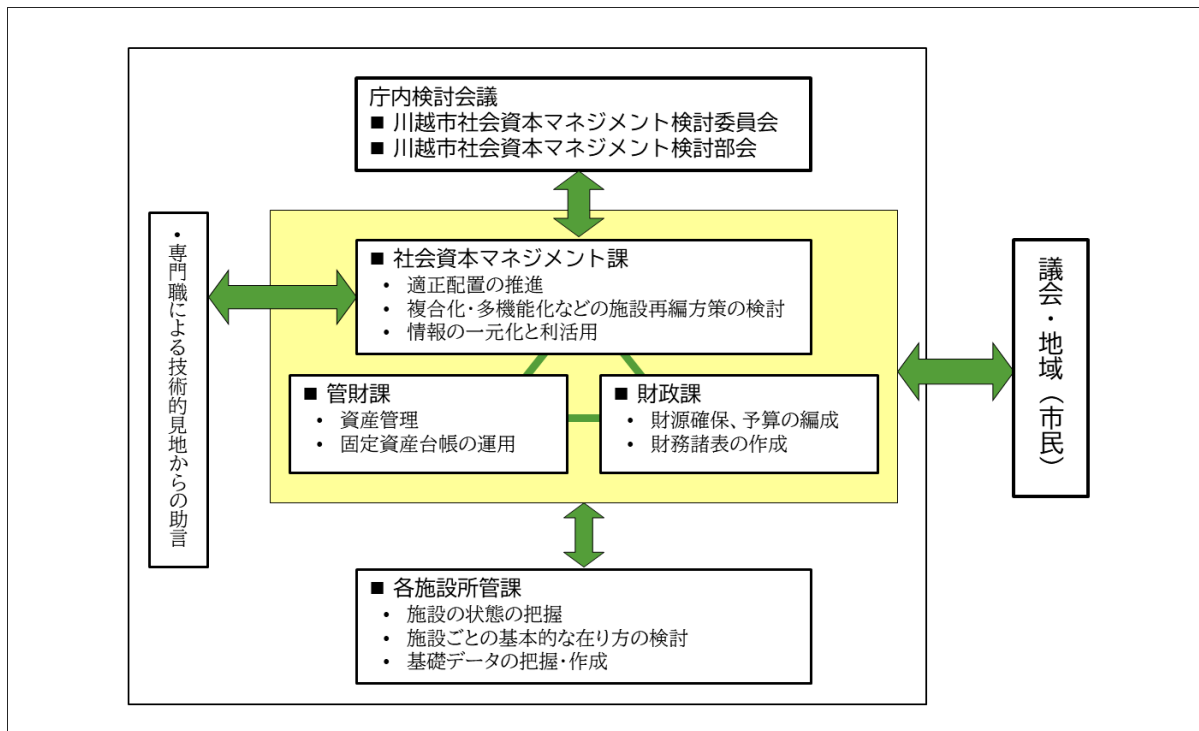 庁内検討会議
■ 川越市社会資本マネジメント検討委員会
■ 川越市社会資本マネジメント検討部会
・専門職による技術的見地からの助言
■ 社会資本マネジメント課
• 適正配置の推進
• 複合化・多機能化などの施設再編方策の検討
• 情報の一元化と利活用
■ 管財課
• 資産管理
• 固定資産台帳の運用
■ 財政課
• 財源確保、予算の編成
• 財務諸表の作成
議会・地域（市民）
■ 各施設所管課
• 施設の状態の把握
• 施設ごとの基本的な在り方の検討
• 基礎データの把握・作成